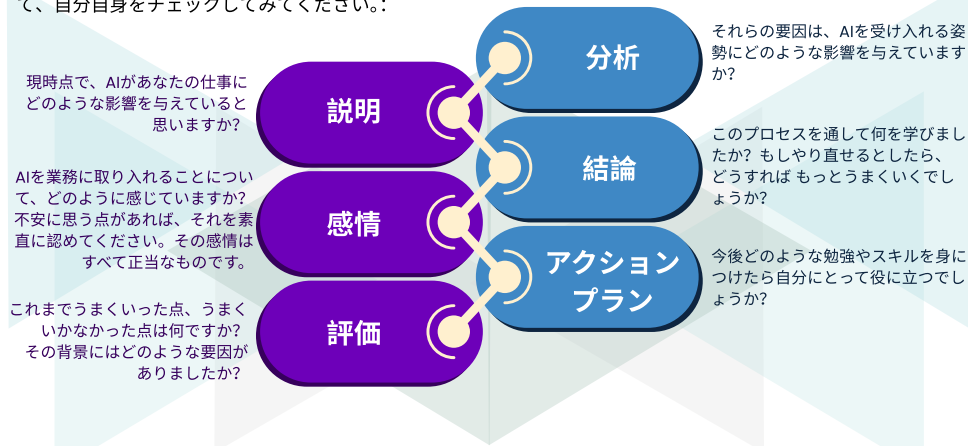 て、自分自身をチェックしてみてください。:
説明
現時点で、AIがあなたの仕事に
どのような影響を与えていると
思いますか?
感情
AIを業務に取り入れることについ
て、どのように感じていますか?
不安に思う点があれば、それを素
直に認めてください。その感情は
すべて正当なものです。
評価
これまでうまくいった点、うまく
いかなかった点は何ですか?
その背景にはどのような要因が
ありましたか?
分析
それらの要因は、AIを受け入れる姿
勢にどのような影響を与えています
か?
結論
このプロセスを通して何を学びまし
たか? もしやり直せるとしたら、
どうすれば もっとうまくいくでし
ょうか?
アクション
プラン
今後どのような勉強やスキルを身に
つけたら自分にとって役に立つでし
ょうか?